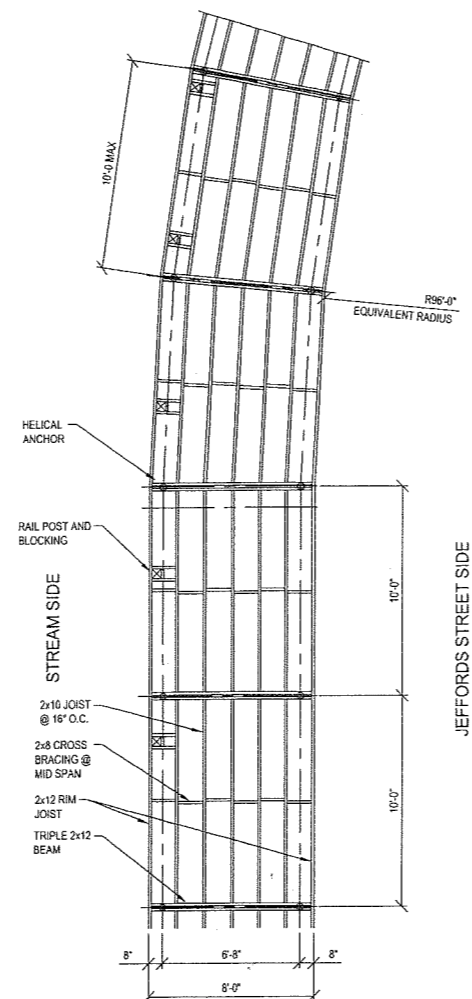 10'-0 MAX
R96'-0"
EQUIVALENT RADIUS
HELICAL
ANCHOR
RAIL POST AND
BLOCKING
STREAM SIDE
JEFFORDS STREET SIDE
10'-0"
2x10 JOIST
@ 16" O.C.
2x8 CROSS
BRACING @
MID SPAN
2x12 RIM
JOIST
TRIPLE 2x12
BEAM
10'-0"
8"
6'-8"
8"
8'-0"